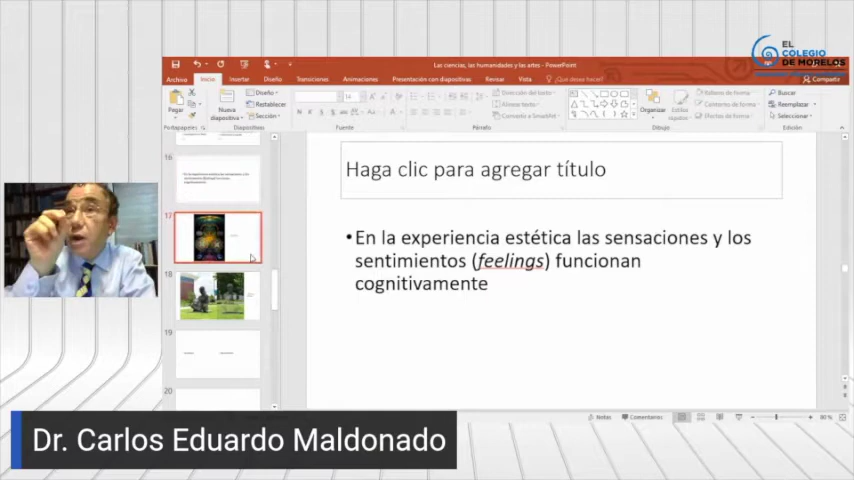 EL
COLEGIO
DE MORELOS
Las ciencias, las humanidades y las artes - PowerPoint
Archivo Inicio Insertar Diseño Transiciones Animaciones Presentación con diapositivas Revisar Vista ¿Qué desea hacer? Compartir
Pegar
Nueva
diapositiva
Diseño
Restablecer
Sección
14
N K S
Dirección del texto
Alinear texto
Convertir a SmartArt
Organizar
Estilos
rápidos
Relleno de forma
Contorno de forma
Efectos de forma
Buscar
Reemplazar
Seleccionar
Portapapeles Diapositivas Fuente Párrafo Dibujo Edición
16
17
18
19
20
Haga clic para agregar título
•En la experiencia estética las sensaciones y los
sentimientos (feelings) funcionan
cognitivamente
Notas Comentarios 80 %
Dr. Carlos Eduardo Maldonado